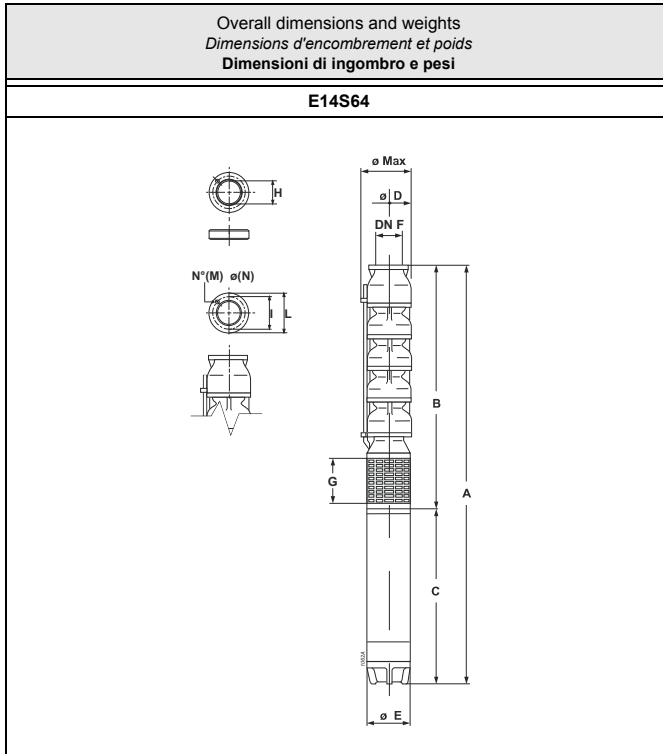 Overall dimensions and weights
Dimensions d'encombrement et poids
Dimensioni di ingombro e pesi
E14S64
ø Max
ø D
DN F
H
N°(M) ø(N)
I
L
B
G
A
C
ø E